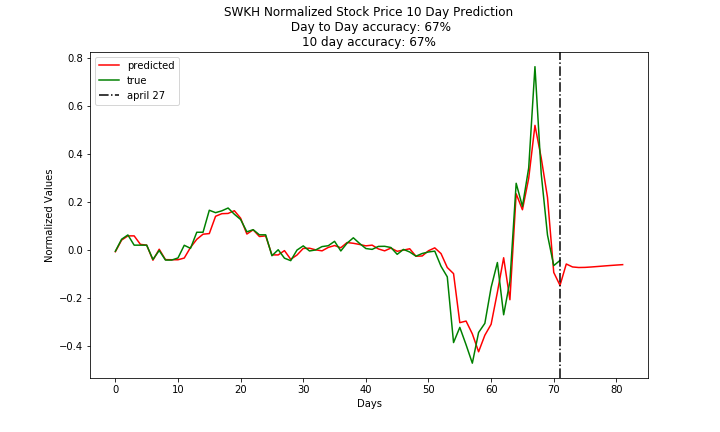 SWKH Normalized Stock Price 10 Day Prediction
Day to Day accuracy: 67%
10 day accuracy: 67%
predicted
true
april 27
0.8
0.6
0.4
0.2
0.0
−0.2
−0.4
Normalized Values
0 10 20 30 40 50 60 70 80
Days